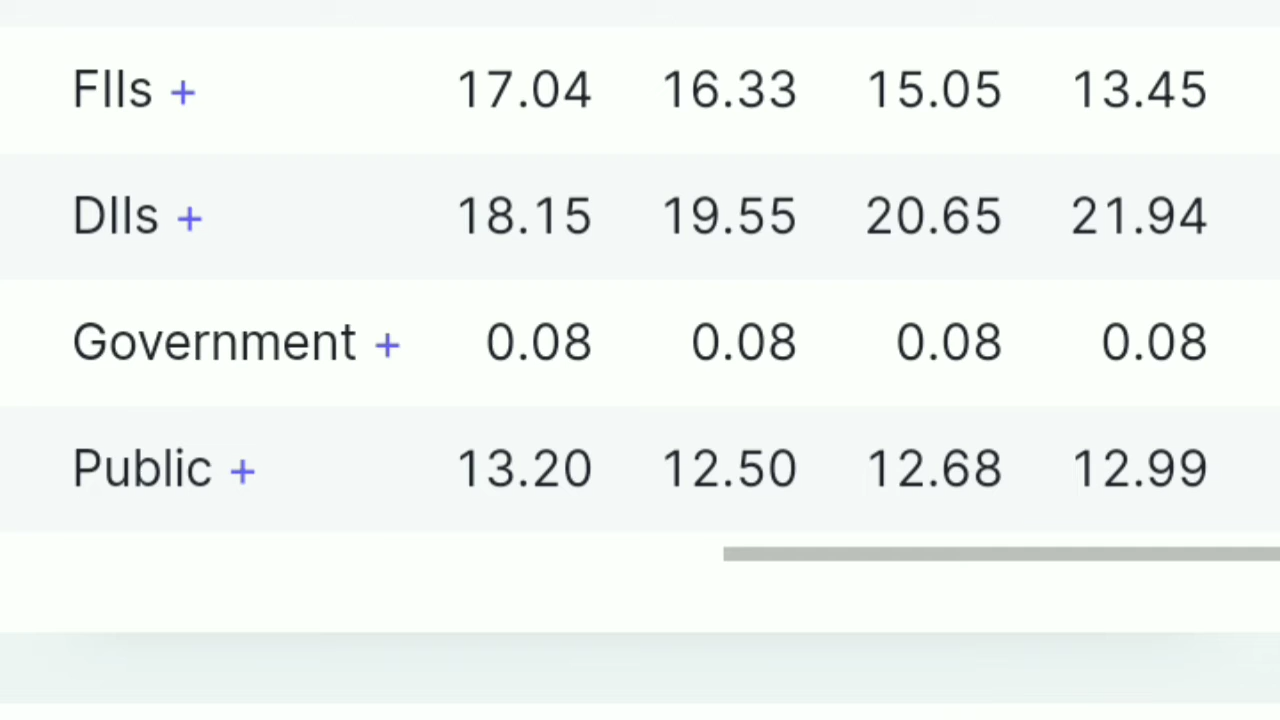 FIIs + 17.04 16.33 15.05 13.45
DIIs + 18.15 19.55 20.65 21.94
Government + 0.08 0.08 0.08 0.08
Public + 13.20 12.50 12.68 12.99